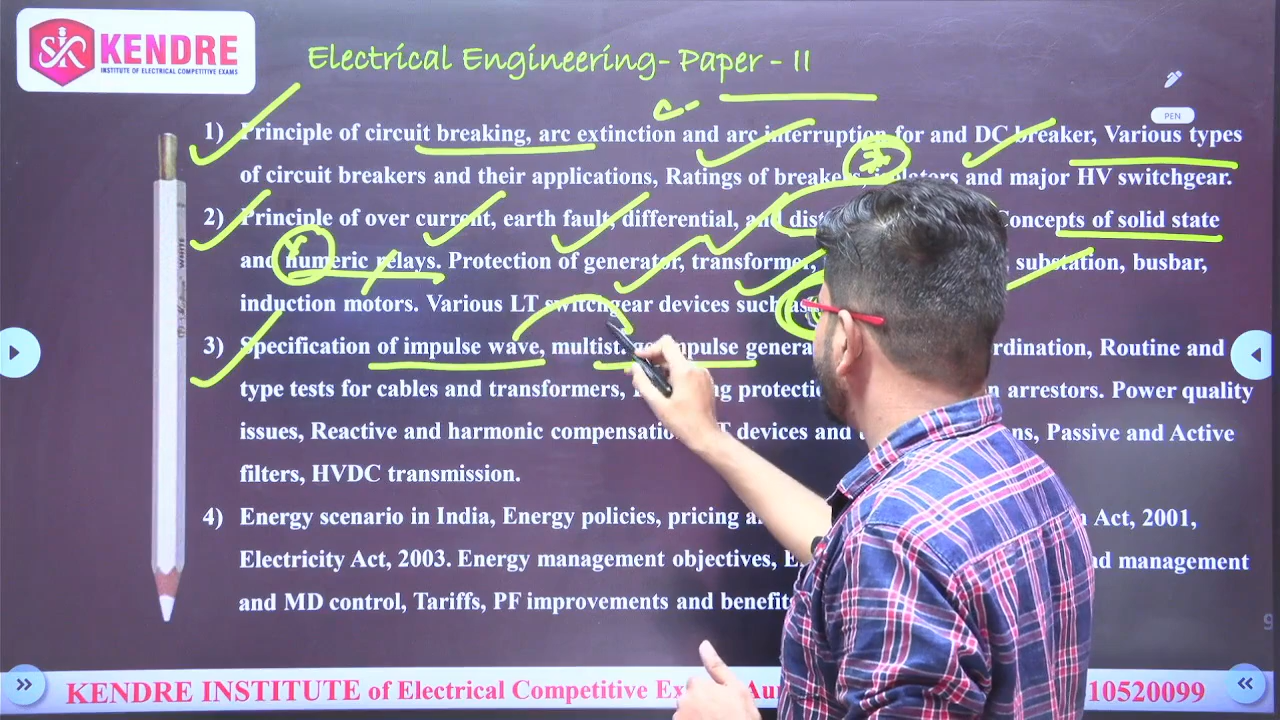 KENDRE
INSTITUTE OF ELECTRICAL COMPETITIVE EXAMS
Electrical Engineering- Paper - II
PEN
1) Principle of circuit breaking, arc extinction and arc interruption for and DC breaker, Various types
of circuit breakers and their applications, Ratings of breakers, isolators and major HV switchgear.
2) Principle of over current, earth fault, differential, and Concepts of solid state
and numeric relays. Protection of generator, transformer, substation, busbar,
induction motors. Various LT switchgear devices such as
3) Specification of impulse wave, multistage impulse Routine and
type tests for cables and transformers, arrestors. Power quality
issues, Reactive and harmonic compensation, devices and Passive and Active
filters, HVDC transmission.
4) Energy scenario in India, Energy policies, pricing Act, 2001,
Electricity Act, 2003. Energy management objectives, management
and MD control, Tariffs, PF improvements and benefits
KENDRE INSTITUTE of Electrical Competitive 10520099